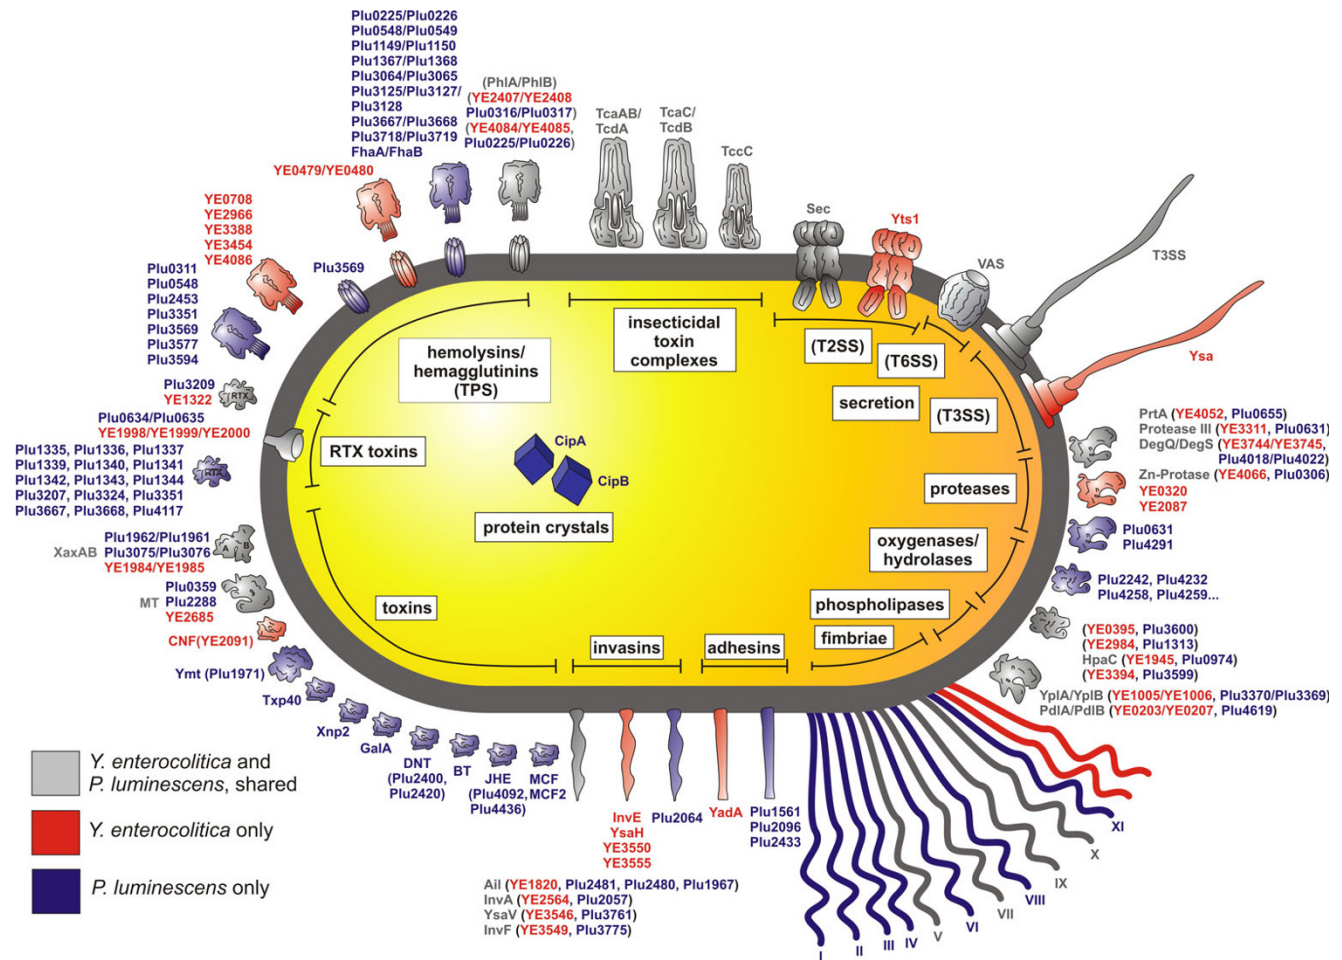 Plu0225/Plu0226
Plu0548/Plu0549
Plu1149/Plu1150
Plu1367/Plu1368
Plu3064/Plu3065
Plu3125/Plu3127/
Plu3128
Plu3667/Plu3668
Plu3718/Plu3719
FhaA/FhaB
(PhlA/PhlB)
(YE2407/YE2408
Plu0316/Plu0317)
(YE4084/YE4085,
Plu0225/Plu0226)
TcaAB/
TcdA
TcaC/
TcdB
TccC
Sec
Yts1
VAS
T3SS
Ysa
YE0479/YE0480
YE0708
YE2966
YE3388
YE3454
YE4086
Plu3569
Plu0311
Plu0548
Plu2453
Plu3351
Plu3569
Plu3577
Plu3594
Plu3209
YE1322
RTX
Plu0634/Plu0635
YE1998/YE1999/YE2000
Plu1335, Plu1336, Plu1337
Plu1339, Plu1340, Plu1341
Plu1342, Plu1343, Plu1344
Plu3207, Plu3324, Plu3351
Plu3667, Plu3668, Plu4117
RTX
XaxAB
Plu1962/Plu1961
Plu3075/Plu3076
YE1984/YE1985
A
B
MT
Plu0359
Plu2288
YE2685
CNF(YE2091)
Ymt (Plu1971)
Txp40
Xnp2
GalA
DNT
(Plu2400,
Plu2420)
BT
JHE
(Plu4092,
Plu4436)
MCF
MCF2
hemolysins/
hemagglutinins
(TPS)
insecticidal
toxin
complexes
(T2SS)
(T6SS)
secretion
(T3SS)
RTX toxins
CipA
CipB
protein crystals
proteases
oxygenases/
hydrolases
phospholipases
fimbriae
toxins
invasins
adhesins
PrtA (YE4052, Plu0655)
Protease III (YE3311, Plu0631)
DegQ/DegS (YE3744/YE3745,
Plu4018/Plu4022)
Zn-Protase (YE4066, Plu0306)
YE0320
YE2087
Plu0631
Plu4291
Plu2242, Plu4232
Plu4258, Plu4259...
(YE0395, Plu3600)
(YE2984, Plu1313)
HpaC (YE1945, Plu0974)
(YE3394, Plu3599)
YplA/YplB (YE1005/YE1006, Plu3370/Plu3369)
PdlA/PdlB (YE0203/YE0207, Plu4619)
InvE
YsaH
YE3550
YE3555
Plu2064
YadA
Plu1561
Plu2096
Plu2433
Ail (YE1820, Plu2481, Plu2480, Plu1967)
InvA (YE2564, Plu2057)
YsaV (YE3546, Plu3761)
InvF (YE3549, Plu3775)
I
II
III
IV
V
VI
VII
VIII
IX
X
XI
Y. enterocolitica and
P. luminescens, shared
Y. enterocolitica only
P. luminescens only